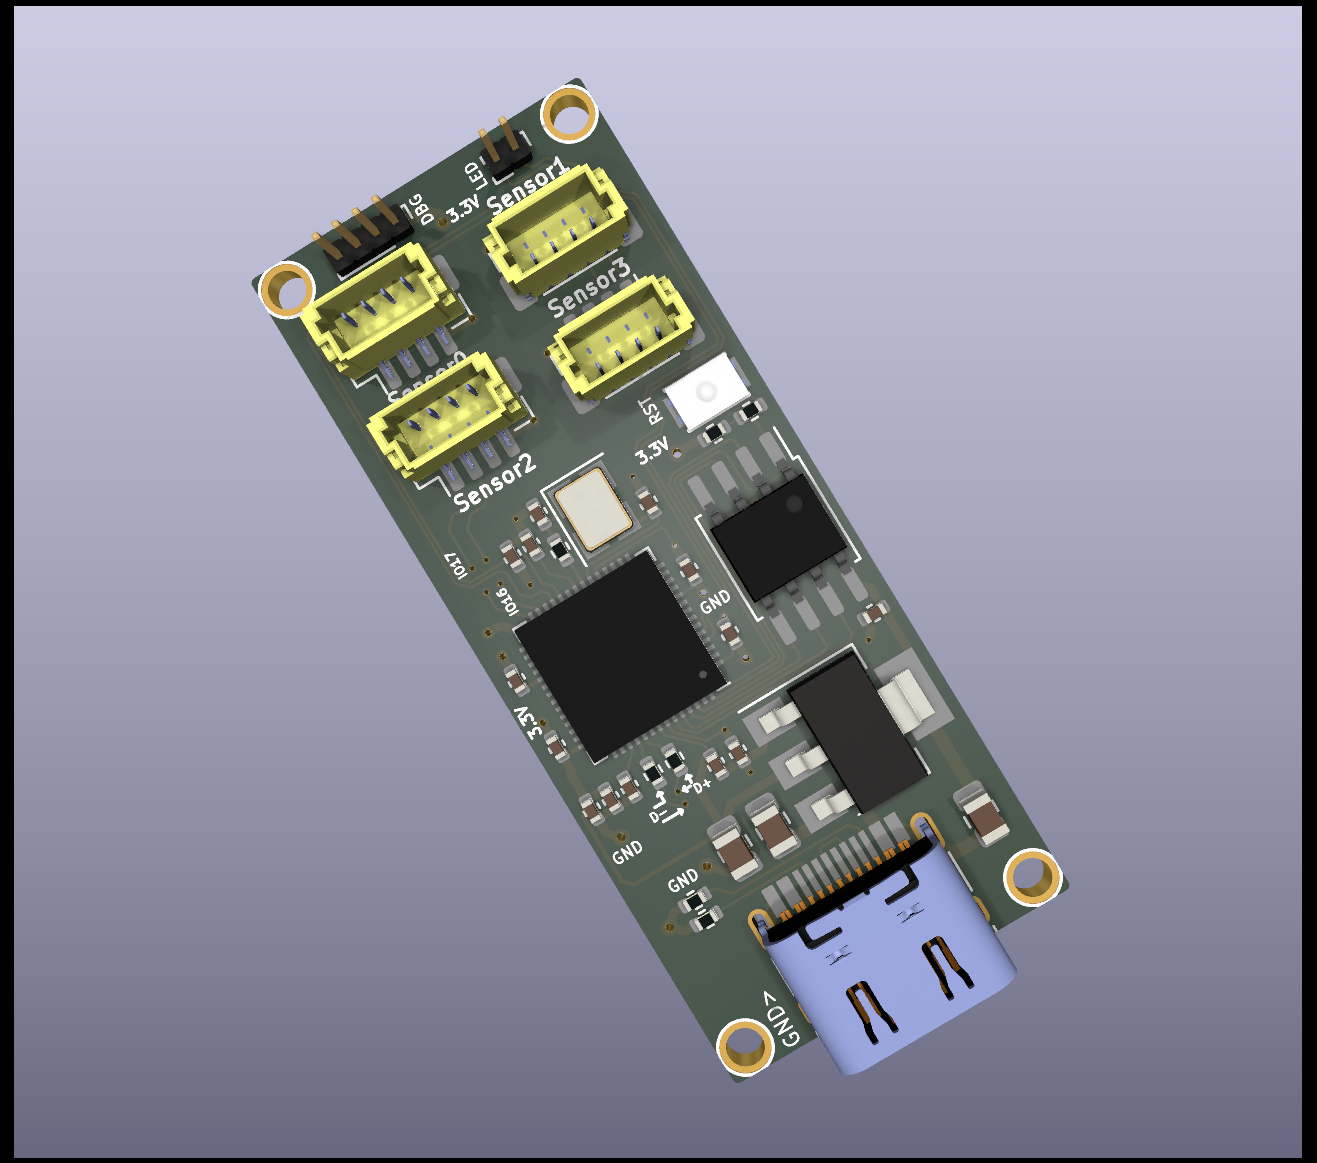 LED
Sensor1
DBG
3.3V
Sensor3
Sensor2
RST
3.3V
IO17
IO16
GND
3.3V
D+
D-
GND
GND
GND>